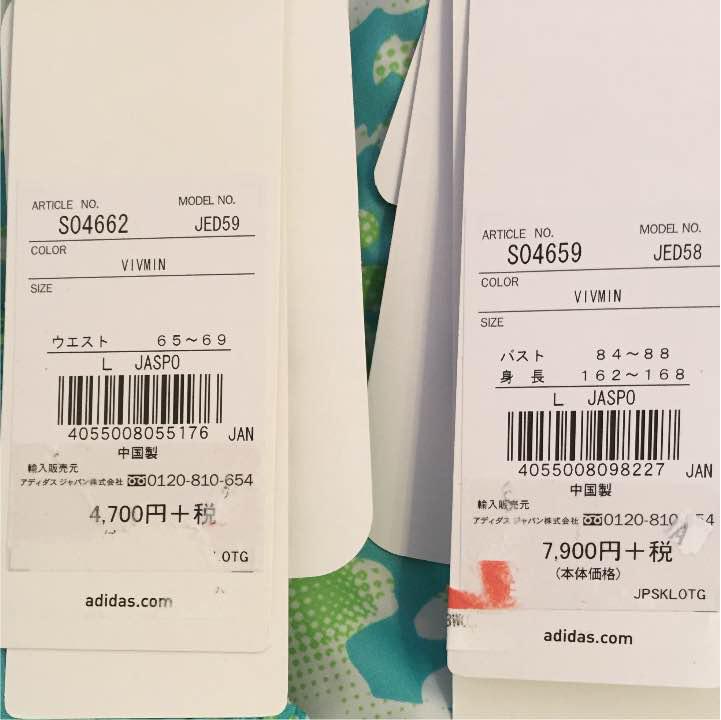 ARTICLE NO. MODEL NO.
S04662 JED59
COLOR
VIVMIN
SIZE
ウエスト 65~69
L JASPO
4055008055176 JAN
中国製
輸入販売元
アディダス ジャパン株式会社 0120-810-654
4,700円+税
LOTG
adidas.com
ARTICLE NO. MODEL NO.
S04659 JED58
COLOR
VIVMIN
SIZE
バスト 84~88
身長 162~168
L JASPO
4055008098227 JAN
中国製
輸入販売元
アディダス ジャパン株式会社 0120-810
7,900円+税
(本体価格)
JPSKLOTG
adidas.com